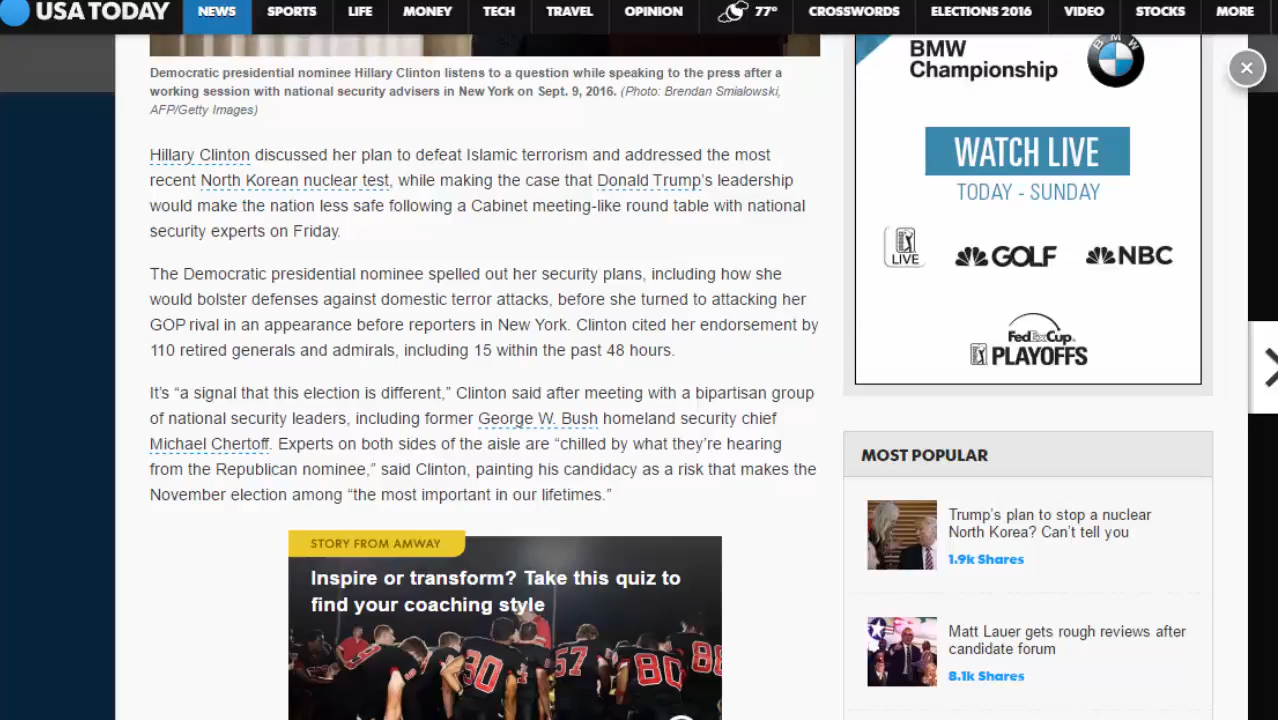 USA TODAY
NEWS SPORTS LIFE MONEY TECH TRAVEL OPINION 77° CROSSWORDS ELECTIONS 2016 VIDEO STOCKS MORE
Democratic presidential nominee Hillary Clinton listens to a question while speaking to the press after a
working session with national security advisers in New York on Sept. 9, 2016. (Photo: Brendan Smialowski,
AFP/Getty Images)
Hillary Clinton discussed her plan to defeat Islamic terrorism and addressed the most
recent North Korean nuclear test, while making the case that Donald Trump's leadership
would make the nation less safe following a Cabinet meeting-like round table with national
security experts on Friday.
The Democratic presidential nominee spelled out her security plans, including how she
would bolster defenses against domestic terror attacks, before she turned to attacking her
GOP rival in an appearance before reporters in New York. Clinton cited her endorsement by
110 retired generals and admirals, including 15 within the past 48 hours.
It's “a signal that this election is different,” Clinton said after meeting with a bipartisan group
of national security leaders, including former George W. Bush homeland security chief
Michael Chertoff. Experts on both sides of the aisle are “chilled by what they're hearing
from the Republican nominee,” said Clinton, painting his candidacy as a risk that makes the
November election among “the most important in our lifetimes.”
STORY FROM AMWAY
Inspire or transform? Take this quiz to
find your coaching style
30
57
80
88
BMW
Championship
BMW
WATCH LIVE
TODAY - SUNDAY
LIVE
GOLF
NBC
FedExCup
PLAYOFFS
MOST POPULAR
Trump's plan to stop a nuclear
North Korea? Can't tell you
1.9k Shares
Matt Lauer gets rough reviews after
candidate forum
8.1k Shares